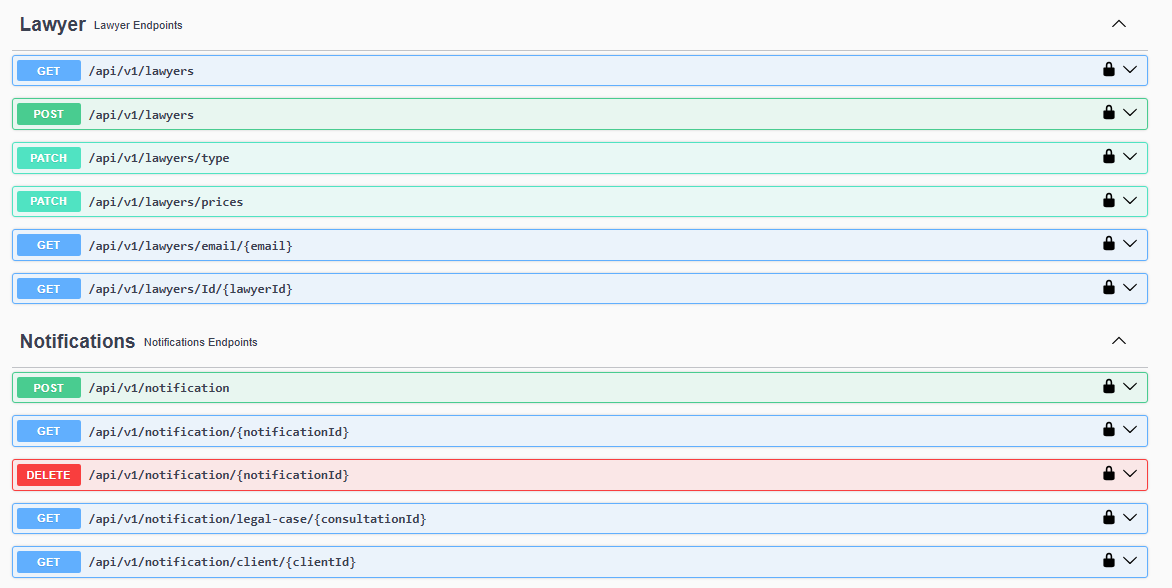 Lawyer Lawyer Endpoints
GET /api/v1/lawyers
POST /api/v1/lawyers
PATCH /api/v1/lawyers/type
PATCH /api/v1/lawyers/prices
GET /api/v1/lawyers/email/{email}
GET /api/v1/lawyers/Id/{lawyerId}
Notifications Notifications Endpoints
POST /api/v1/notification
GET /api/v1/notification/{notificationId}
DELETE /api/v1/notification/{notificationId}
GET /api/v1/notification/legal-case/{consultationId}
GET /api/v1/notification/client/{clientId}